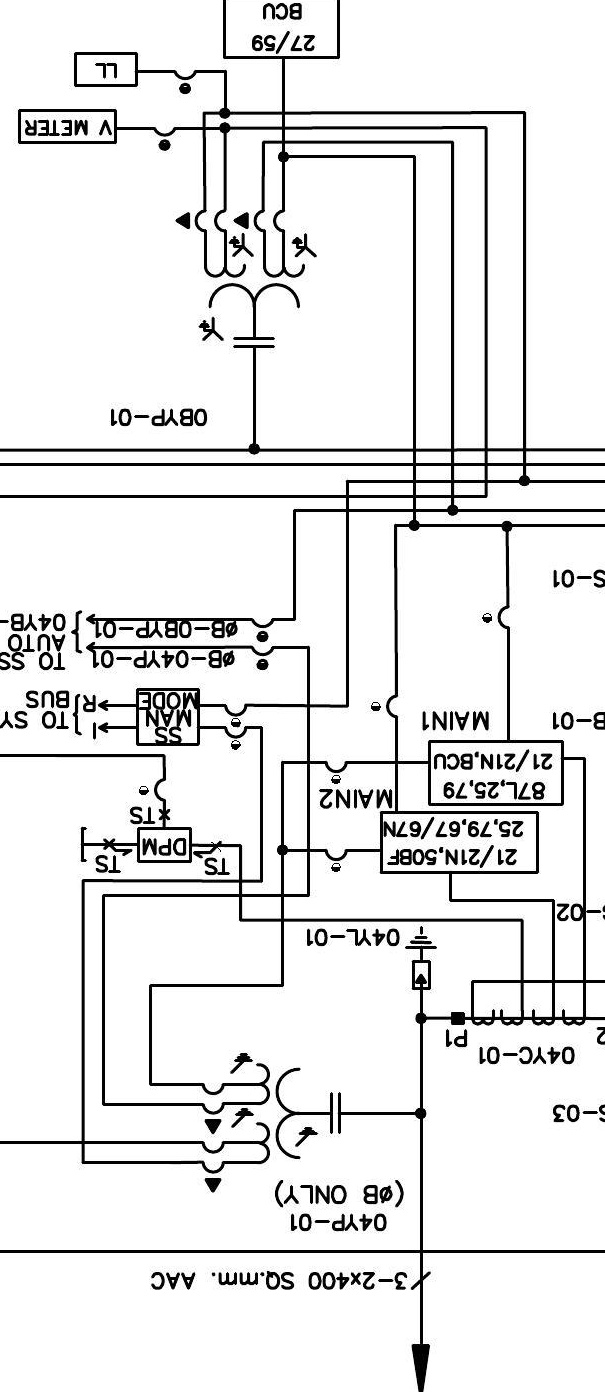 3-2x400 SQ.mm. AAC
04YP-01
(ØB ONLY)
S-03
04YC-01
2
P1
04YL-01
S-02
TS
TS
DPM
TS
21/21N,50BF
25,79,67/67N
MAIN2
87L,25,79
21/21N,BCU
MAIN1
B-01
SS
MAN
MODE
I
R
TO SY
BUS
ØB-04YP-01
ØB-0BYP-01
TO SS
AUTO
04YB-
S-01
0BYP-01
V METER
LL
27/59
BCU